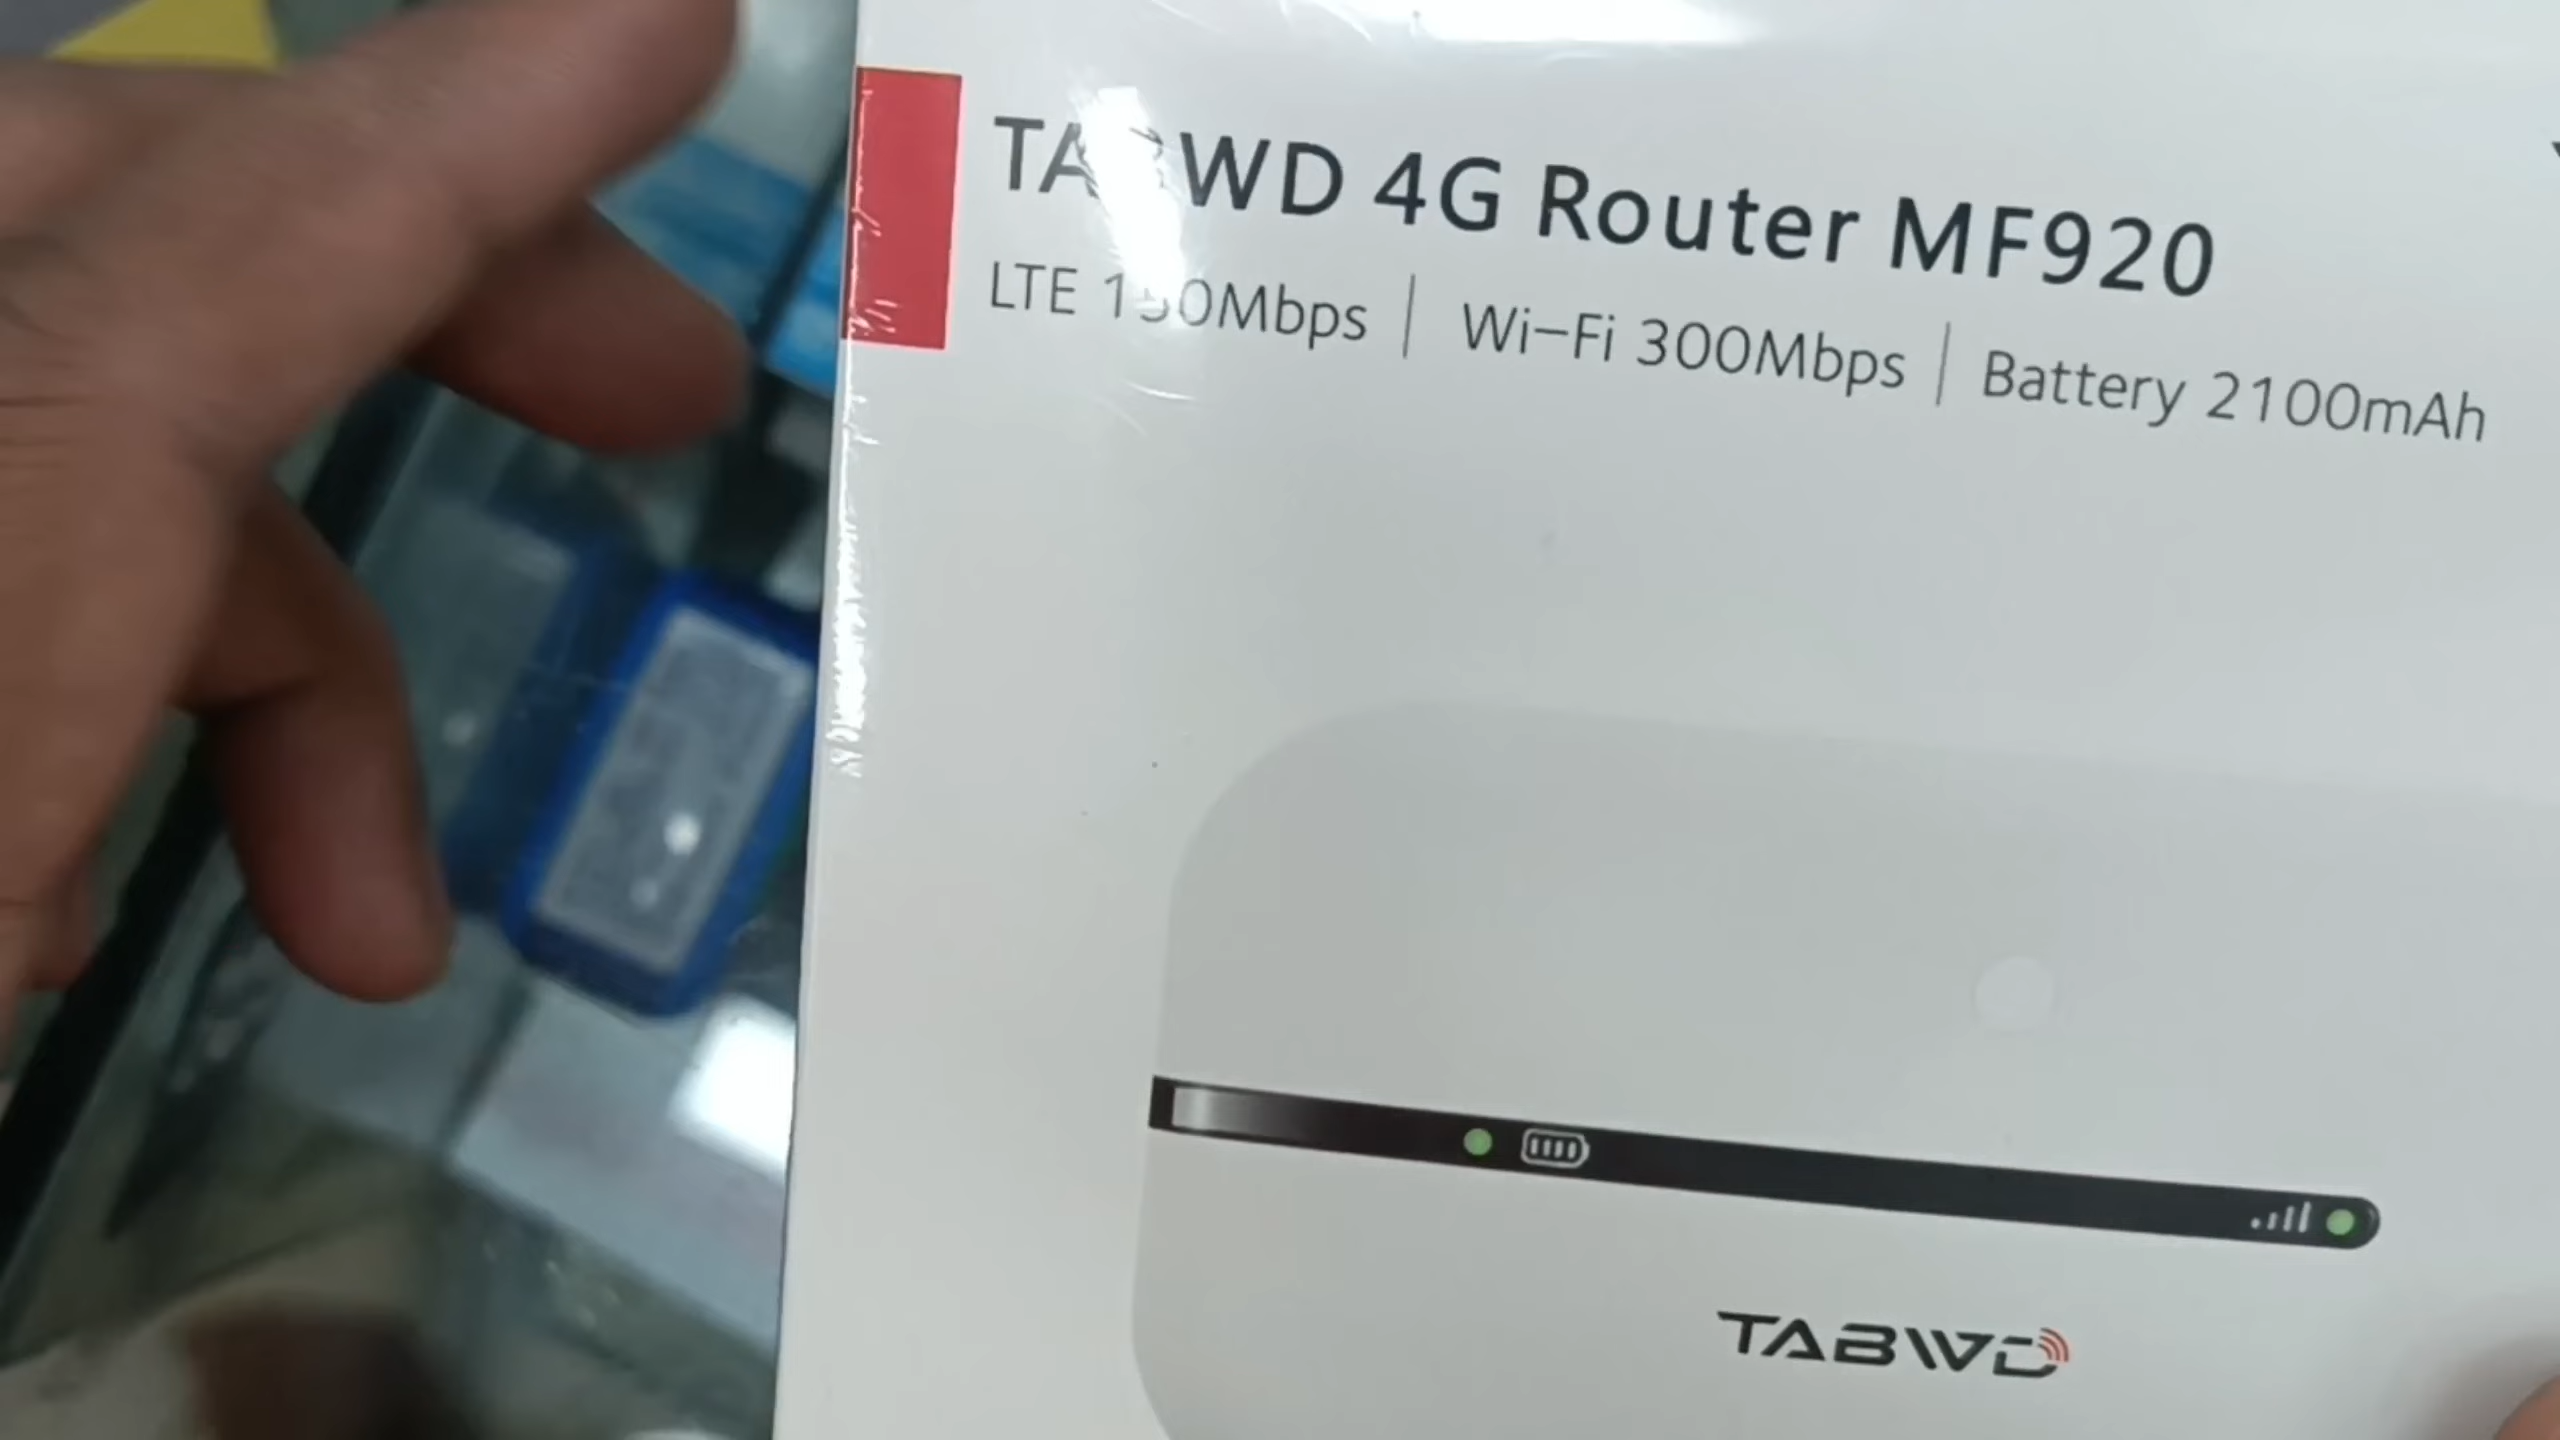 TABWD 4G Router MF920
LTE 150Mbps | Wi-Fi 300Mbps | Battery 2100mAh
TABWD